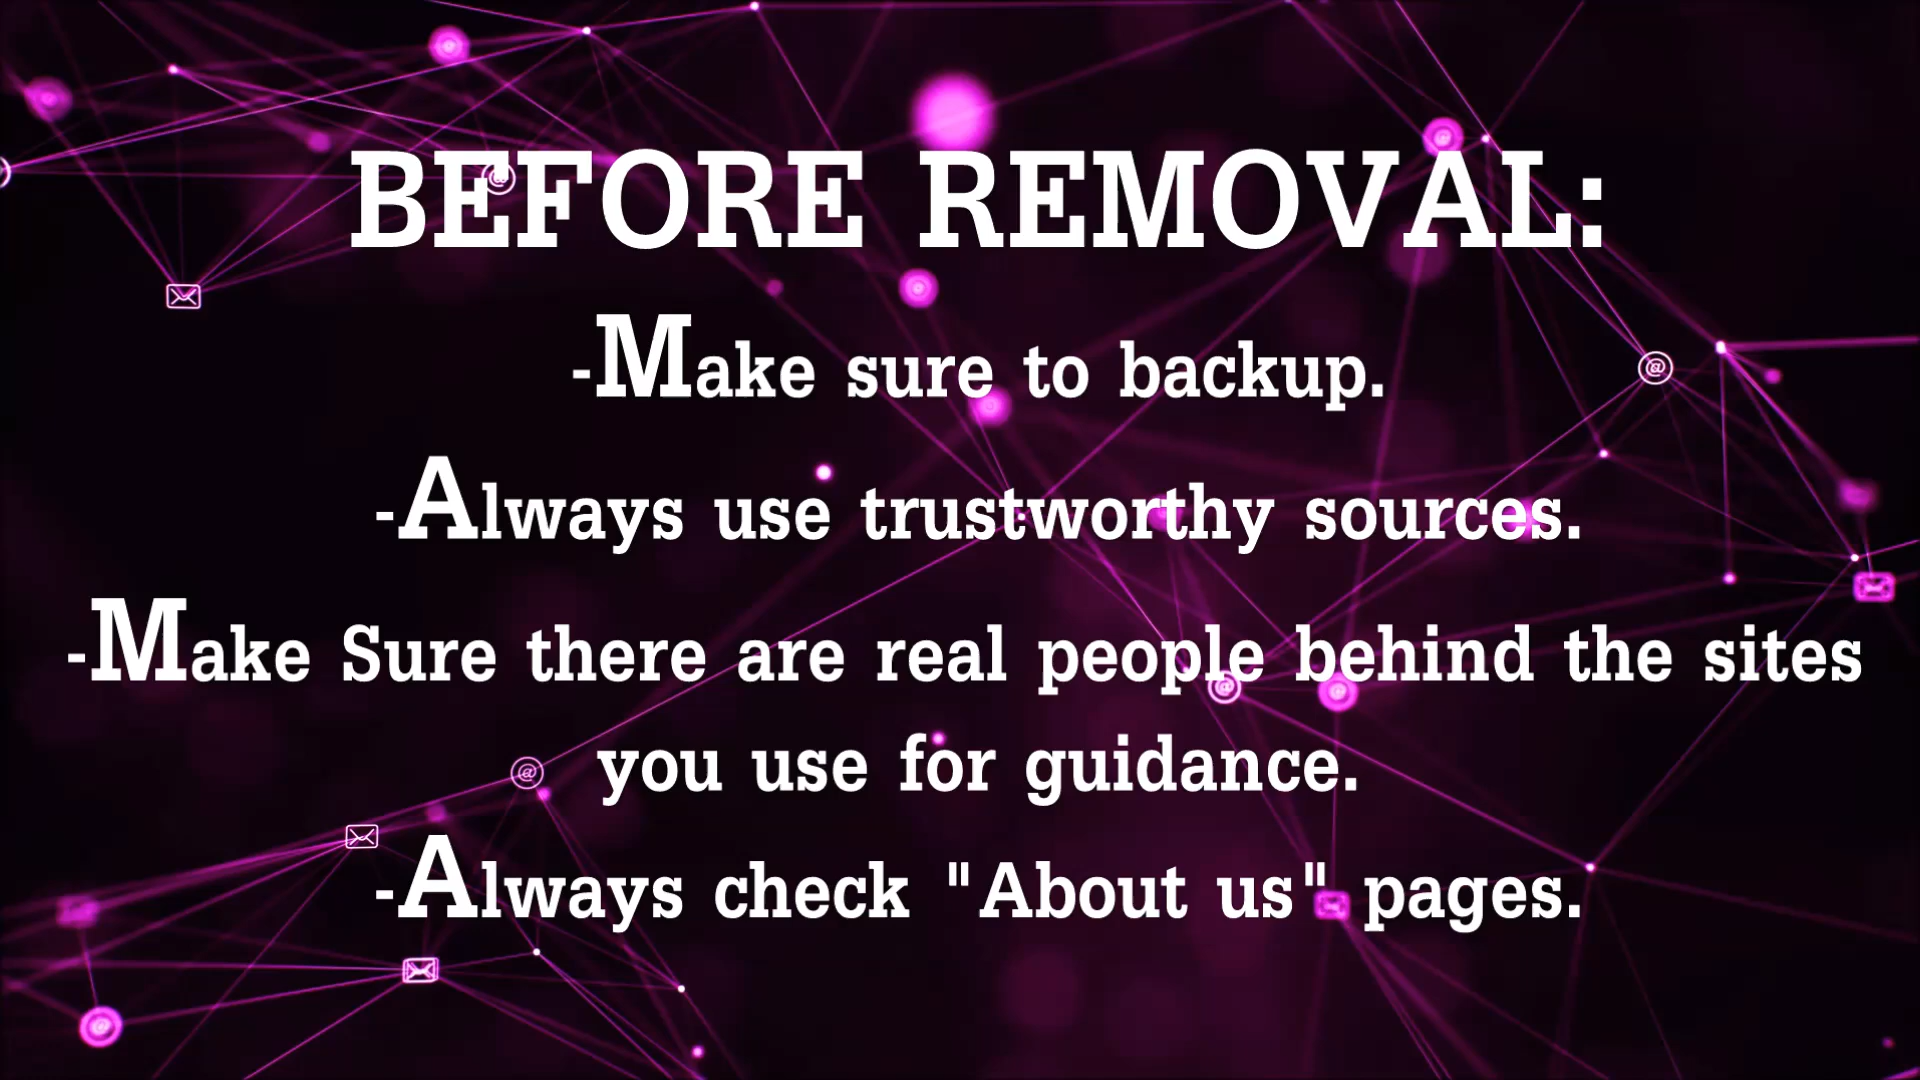 BEFORE REMOVAL:
-Make sure to backup.
-Always use trustworthy sources.
-Make Sure there are real people behind the sites
you use for guidance.
-Always check "About us" pages.